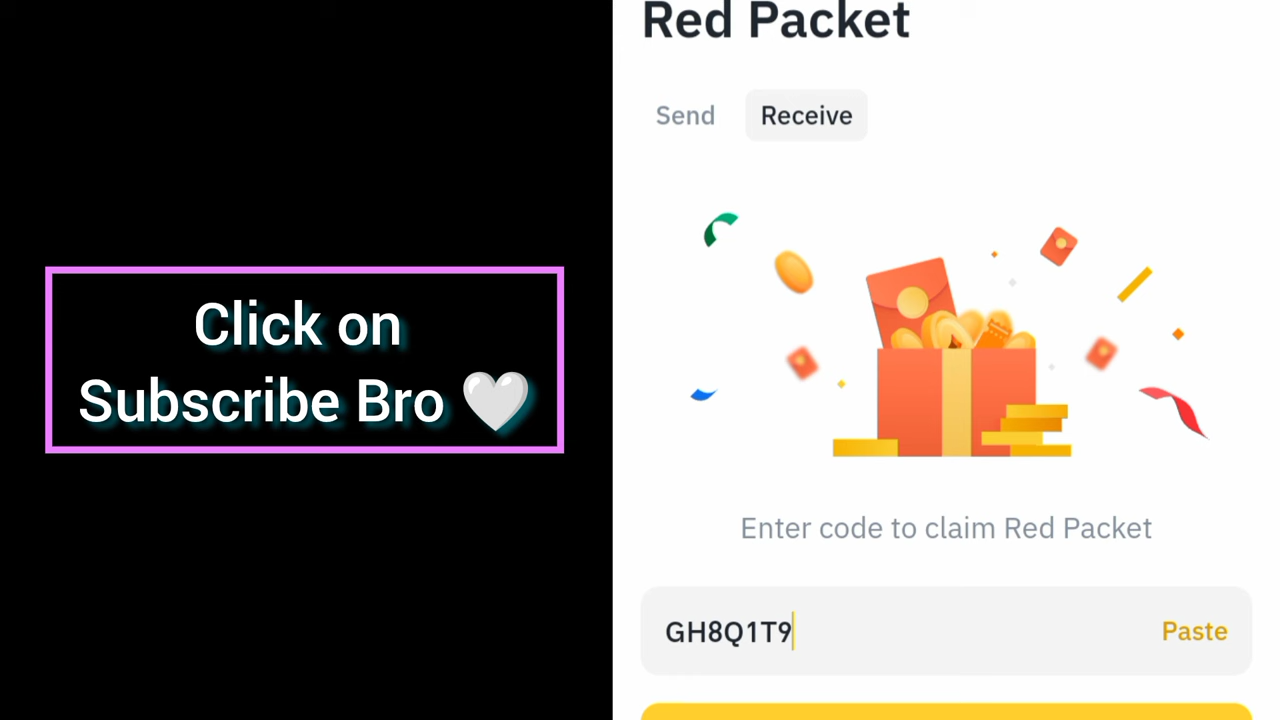 Click on
Subscribe Bro 🤍
Red Packet
Send
Receive
Enter code to claim Red Packet
GH8Q1T9
Paste